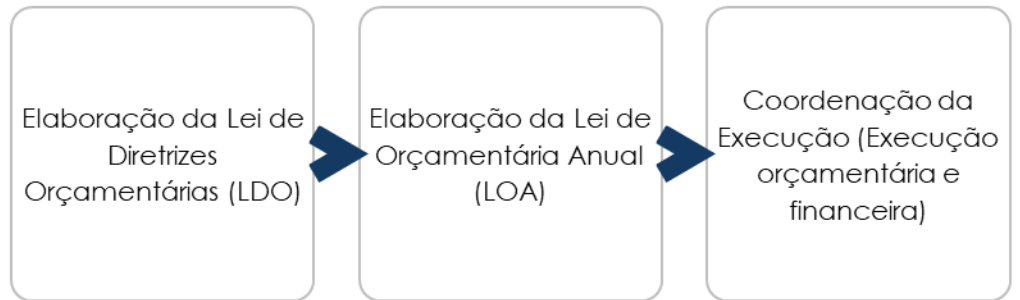 Elaboração da Lei de
Diretrizes
Orçamentárias (LDO)
Elaboração da Lei de
Orçamentária Anual
(LOA)
Coordenação da
Execução (Execução
orçamentária e
financeira)